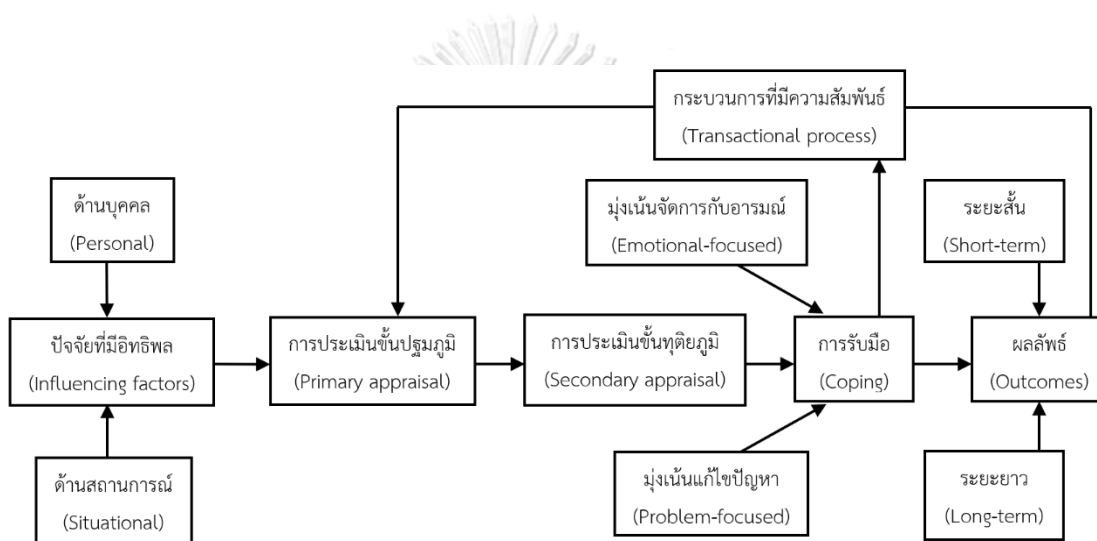 กระบวนการที่มีความสัมพันธ์
(Transactional process)
ด้านบุคคล
(Personal)
มุ่งเน้นจัดการกับอารมณ์
(Emotional-focused)
ระยะสั้น
(Short-term)
ปัจจัยที่มีอิทธิพล
(Influencing factors)
การประเมินขั้นปฐมภูมิ
(Primary appraisal)
การประเมินขั้นทุติยภูมิ
(Secondary appraisal)
การรับมือ
(Coping)
ผลลัพธ์
(Outcomes)
ด้านสถานการณ์
(Situational)
มุ่งเน้นแก้ไขปัญหา
(Problem-focused)
ระยะยาว
(Long-term)